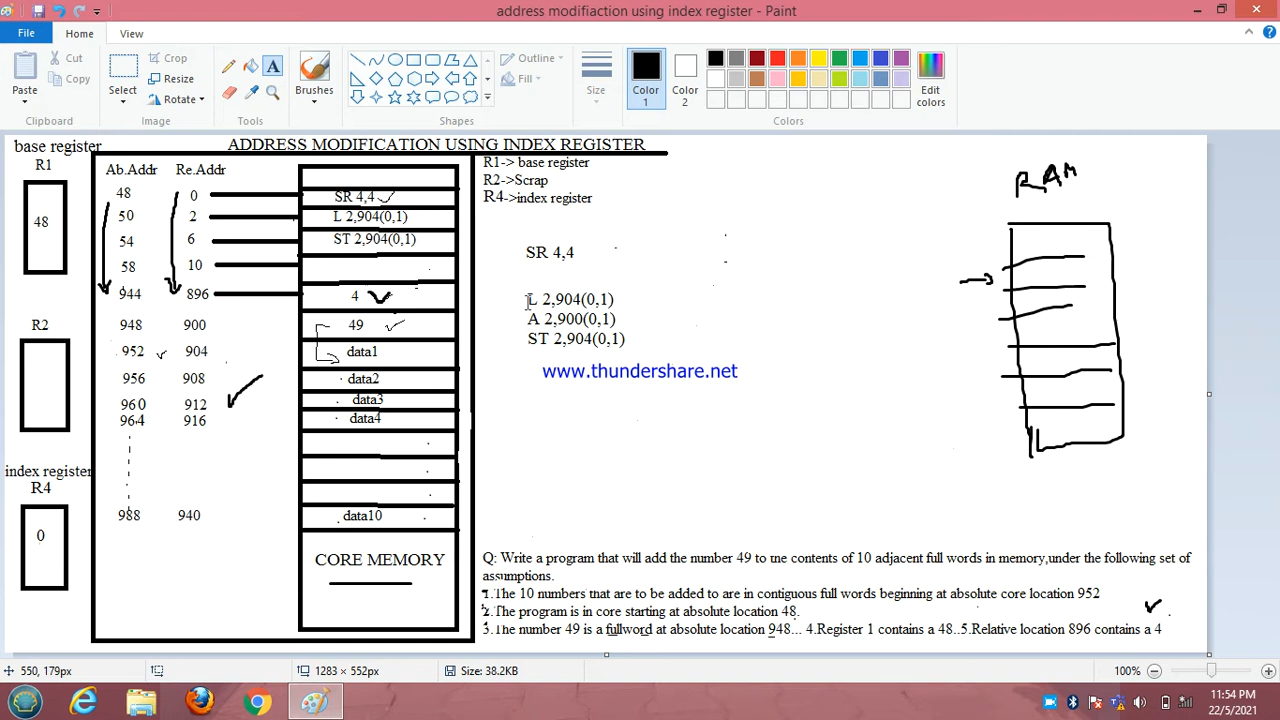 address modifiaction using index register - Paint
File
Home
View
Paste
Cut
Copy
Clipboard
Select
Crop
Resize
Rotate
Image
Tools
Brushes
Shapes
Outline
Fill
Size
Color 1
Color 2
Edit colors
Colors
base register
R1
48
R2
index register
R4
0
ADDRESS MODIFICATION USING INDEX REGISTER
Ab.Addr Re.Addr
48 0 SR 4,4
50 2 L 2,904(0,1)
54 6 ST 2,904(0,1)
58 10
944 896 4
948 900 49
952 904 data1
956 908 data2
960 912 data3
964 916 data4
988 940 data10
CORE MEMORY
R1-> base register
R2->Scrap
R4->index register
SR 4,4
L 2,904(0,1)
A 2,900(0,1)
ST 2,904(0,1)
www.thundershare.net
RAM
Q: Write a program that will add the number 49 to the contents of 10 adjacent full words in memory,under the following set of
assumptions.
1.The 10 numbers that are to be added to are in contiguous full words beginning at absolute core location 952
2.The program is in core starting at absolute location 48.
3.The number 49 is a fullword at absolute location 948... 4.Register 1 contains a 48..5.Relative location 896 contains a 4
550, 179px
1283 × 552px
Size: 38.2KB
100%
11:54 PM
22/5/2021